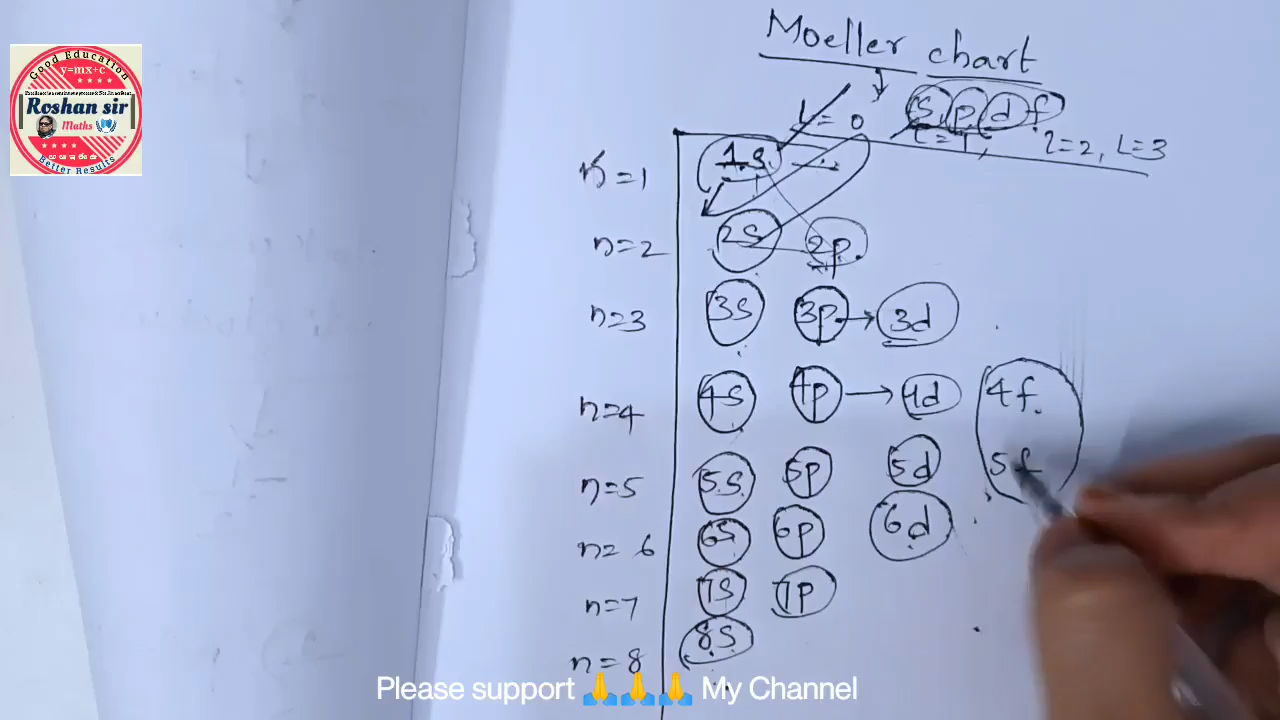 Good Education
y=mx+c
Roshan sir
Maths
Better Results
Moeller chart
s, p, d f.
l = 0 l=1, l=2, L=3
n=1 1s.
n=2 2s 2p.
n=3 3s 3p → 3d
n=4 4s 4p → 4d 4f.
n=5 5s 5p 5d 5f
n=6 6s 6p 6d
n=7 7s 7p
n=8 8s
Please support 🙏🙏🙏 My Channel